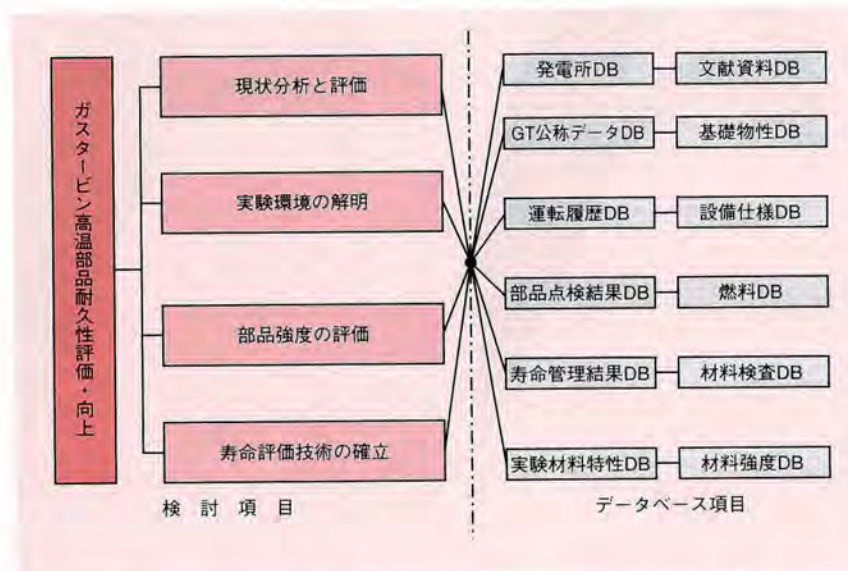 ガスタービン高温部品耐久性評価・向上
現状分析と評価
実験環境の解明
部品強度の評価
寿命評価技術の確立
検討項目
発電所DB
文献資料DB
GT公称データDB
基礎物性DB
運転履歴DB
設備仕様DB
部品点検結果DB
燃料DB
寿命管理結果DB
材料検査DB
実験材料特性DB
材料強度DB
データベース項目